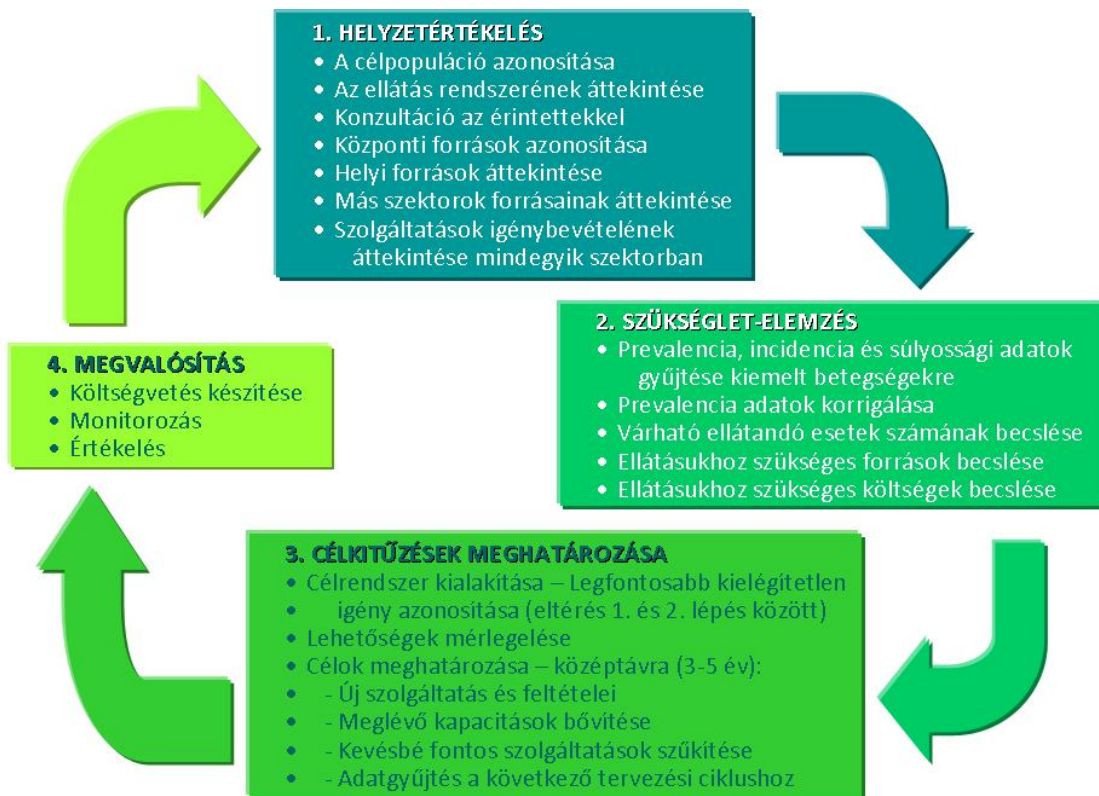 1. HELYZETÉRTÉKELÉS
• A célpopuláció azonosítása
• Az ellátás rendszerének áttekintése
• Konzultáció az érintettekkel
• Központi források azonosítása
• Helyi források áttekintése
• Más szektorok forrásainak áttekintése
• Szolgáltatások igénybevételének
áttekintése mindegyik szektorban
2. SZÜKSÉGLET-ELEMZÉS
• Prevalencia, incidencia és súlyossági adatok
gyűjtése kiemelt betegségekre
• Prevalencia adatok korrigálása
• Várható ellátandó esetek számának becslése
• Ellátásukhoz szükséges források becslése
• Ellátásukhoz szükséges költségek becslése
3. CÉLKITŰZÉSEK MEGHATÁROZÁSA
• Célrendszer kialakítása – Legfontosabb kielégítetlen
• igény azonosítása (eltérés 1. és 2. lépés között)
• Lehetőségek mérlegelése
• Célok meghatározása – középtávra (3-5 év):
• - Új szolgáltatás és feltételei
• - Meglévő kapacitások bővítése
• - Kevésbé fontos szolgáltatások szűkítése
• - Adatgyűjtés a következő tervezési ciklushoz
4. MEGVALÓSÍTÁS
• Költségvetés készítése
• Monitorozás
• Értékelés